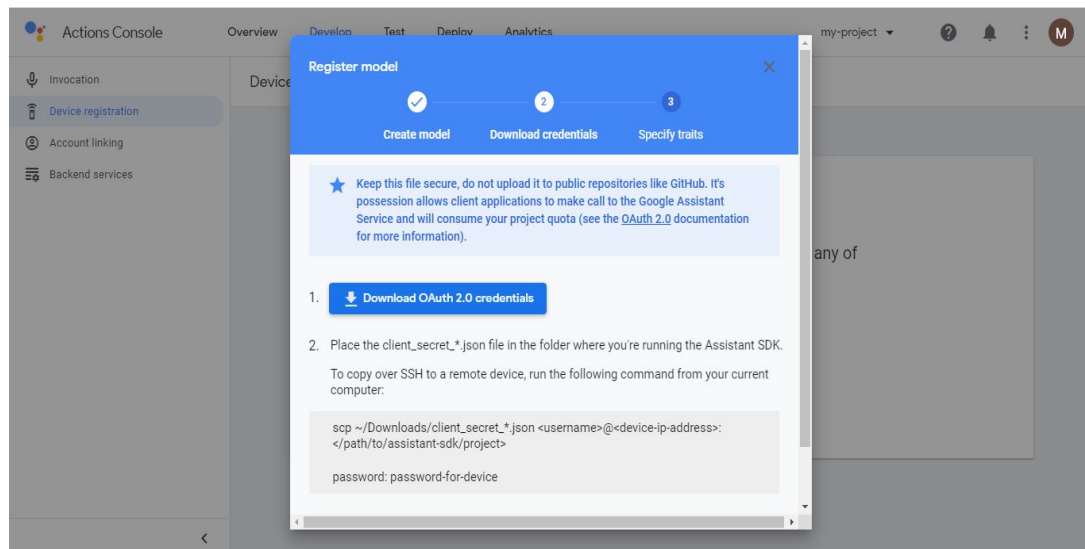 Actions Console
Overview Develop Test Deploy Analytics
my-project
M
Invocation
Device registration
Account linking
Backend services
Device
Register model
2
3
Create model Download credentials Specify traits
Keep this file secure, do not upload it to public repositories like GitHub. It's
possession allows client applications to make call to the Google Assistant
Service and will consume your project quota (see the OAuth 2.0 documentation
for more information).
any of
1. Download OAuth 2.0 credentials
2. Place the client_secret_*.json file in the folder where you're running the Assistant SDK.
To copy over SSH to a remote device, run the following command from your current
computer:
scp ~/Downloads/client_secret_*.json <username>@<device-ip-address>:
</path/to/assistant-sdk/project>
password: password-for-device